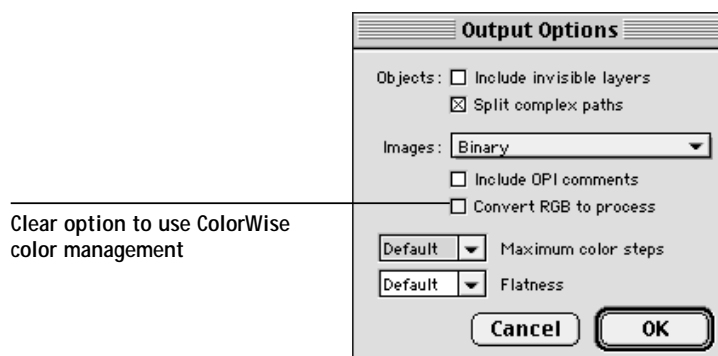 Output Options
Objects: Include invisible layers
Split complex paths
Images: Binary
Include OPI comments
Convert RGB to process
Clear option to use ColorWise
color management
Default Maximum color steps
Default Flatness
Cancel OK